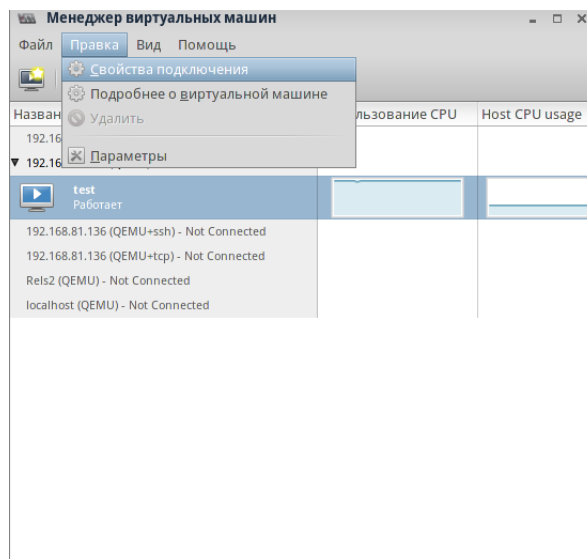 Менеджер виртуальных машин
Файл Правка Вид Помощь
Свойства подключения
Подробнее о виртуальной машине
Удалить
Параметры
CPU Host CPU usage
192.16
192.16
test
Работает
192.168.81.136 (QEMU+ssh) - Not Connected
192.168.81.136 (QEMU+tcp) - Not Connected
Rels2 (QEMU) - Not Connected
localhost (QEMU) - Not Connected